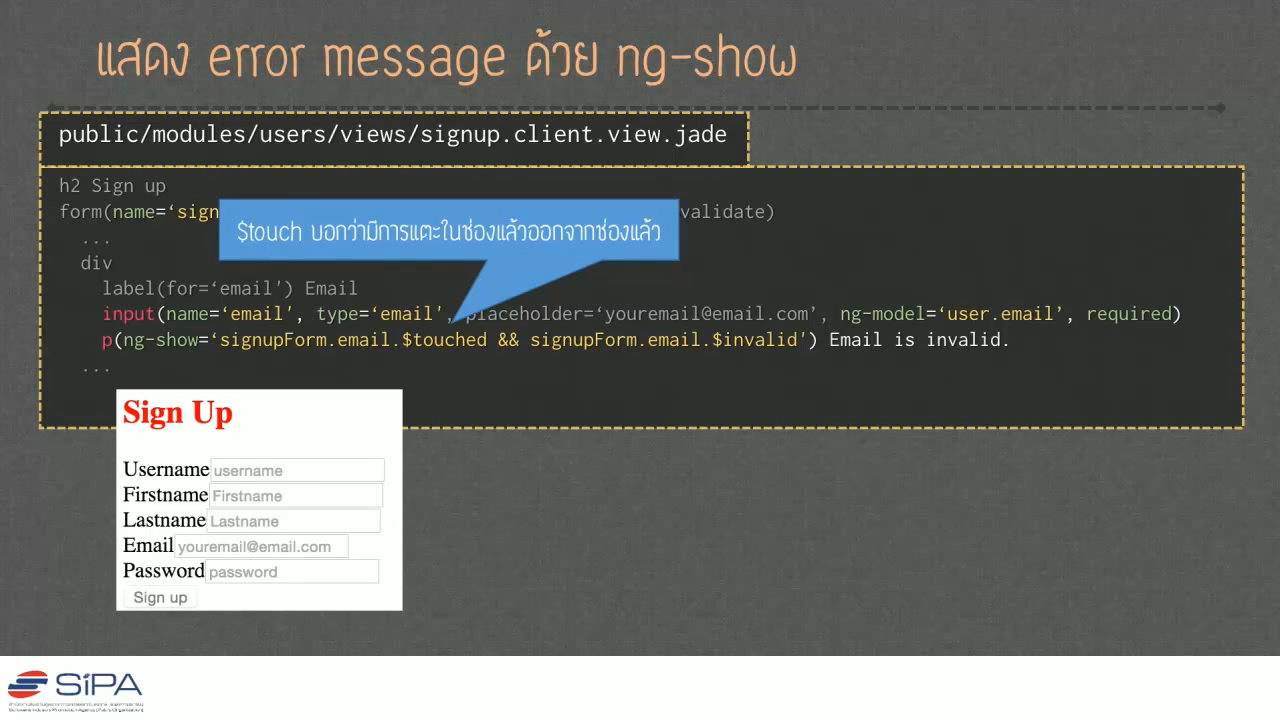 แสดง error message ด้วย ng-show
public/modules/users/views/signup.client.view.jade
h2 Sign up
form(name=‘sign validate)
$touch บอกว่ามีการแตะในช่องแล้วออกจากช่องแล้ว
...
div
label(for=‘email') Email
input(name=‘email', type=‘email', placeholder=‘youremail@email.com’, ng-model=‘user.email’, required)
p(ng-show=‘signupForm.email.$touched && signupForm.email.$invalid') Email is invalid.
...
Sign Up
Username username
Firstname Firstname
Lastname Lastname
Email youremail@email.com
Password password
Sign up
SiPA